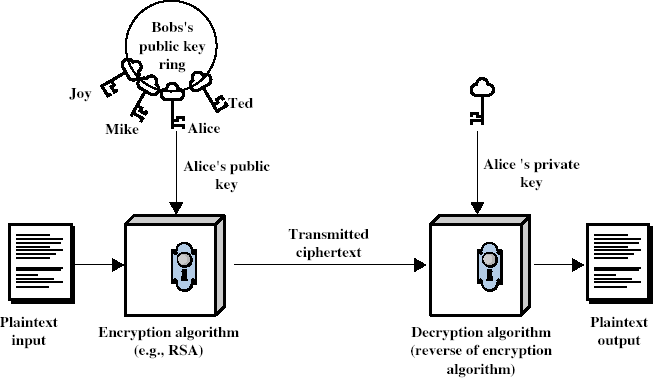 Bobs's
public key
ring
Joy
Ted
Mike
Alice
Alice's public
key
Alice 's private
key
Transmitted
ciphertext
Plaintext
input
Encryption algorithm
(e.g., RSA)
Decryption algorithm
(reverse of encryption
algorithm)
Plaintext
output